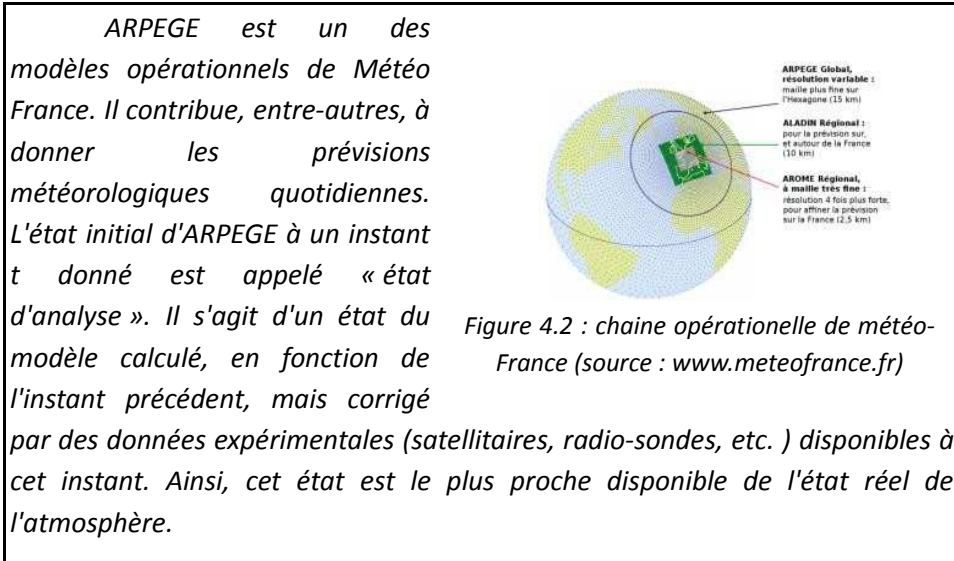 ARPEGE est un des
modèles opérationnels de Météo
France. Il contribue, entre-autres, à
donner les prévisions
météorologiques quotidiennes.
L'état initial d'ARPEGE à un instant
t donné est appelé « état
d'analyse ». Il s'agit d'un état du
modèle calculé, en fonction de
l'instant précédent, mais corrigé
ARPEGE Global,
résolution variable :
maille plus fine sur
l'Hexagone (15 km)
ALADIN Régional :
pour la prévision sur,
et autour de la France
(10 km)
AROME Régional,
à maille très fine :
résolution 4 fois plus forte,
pour affiner la prévision
sur la France (2,5 km)
Figure 4.2 : chaine opérationelle de météo-
France (source : www.meteofrance.fr)
par des données expérimentales (satellitaires, radio-sondes, etc. ) disponibles à
cet instant. Ainsi, cet état est le plus proche disponible de l'état réel de
l'atmosphère.